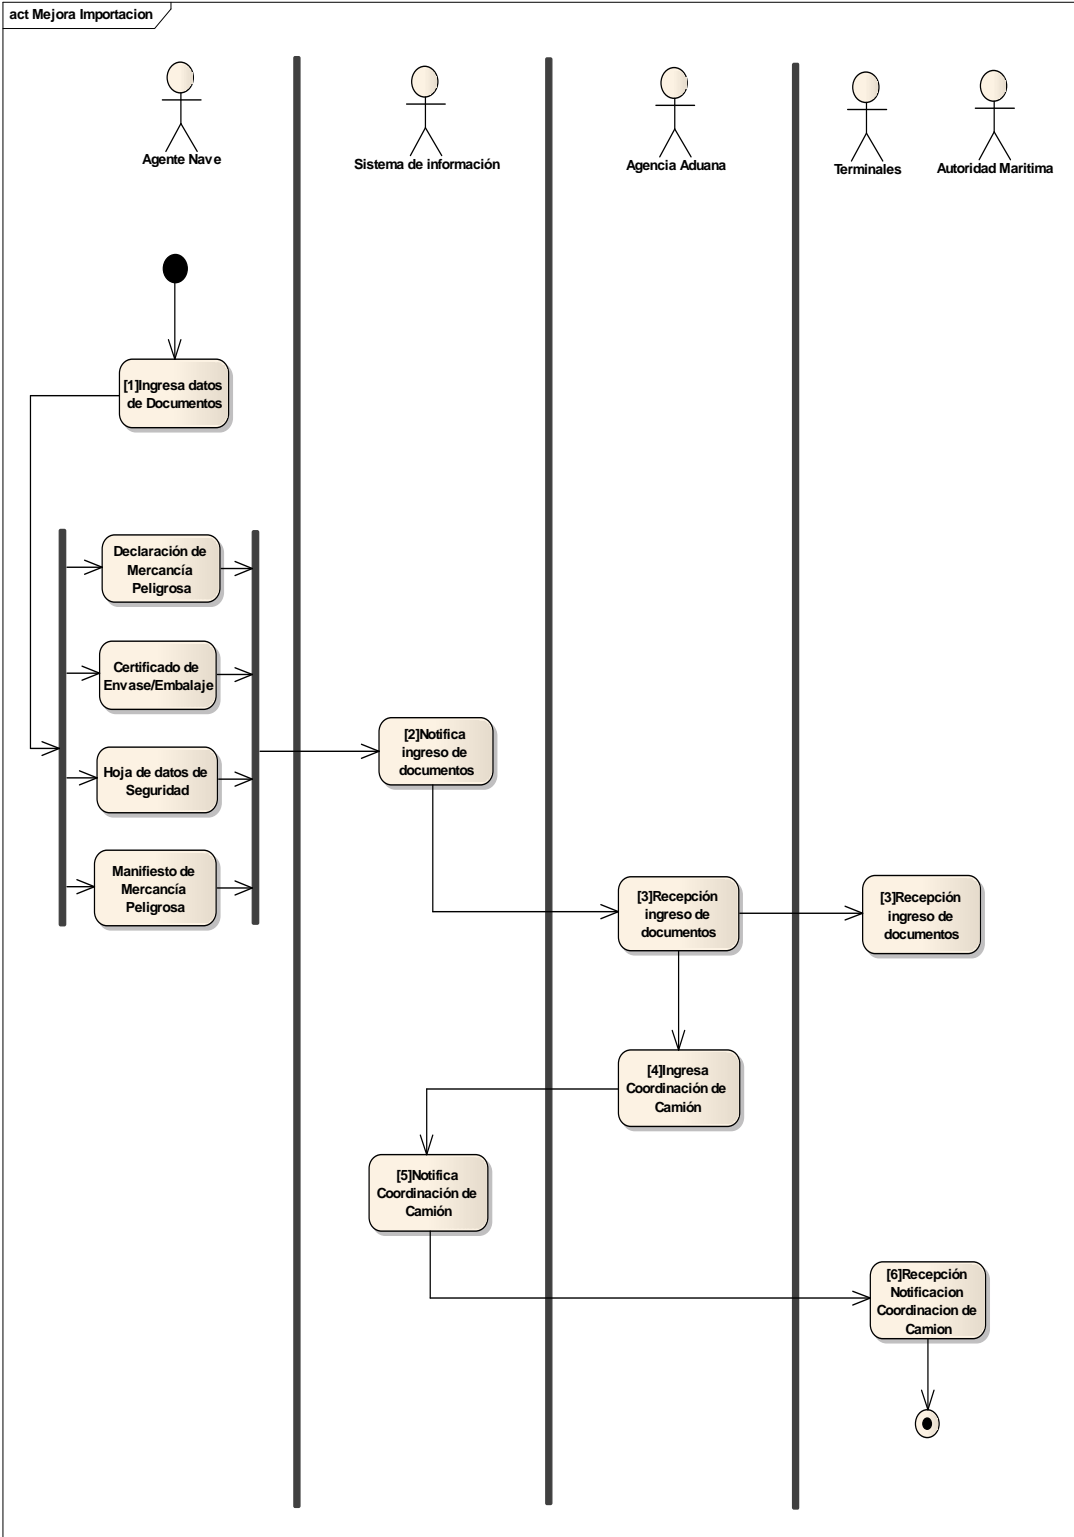 act Mejora Importacion
Agente Nave
Sistema de información
Agencia Aduana
Terminales
Autoridad Maritima
[1]Ingresa datos
de Documentos
Declaración de
Mercancía
Peligrosa
Certificado de
Envase/Embalaje
Hoja de datos de
Seguridad
Manifiesto de
Mercancía
Peligrosa
[2]Notifica
ingreso de
documentos
[3]Recepción
ingreso de
documentos
[3]Recepción
ingreso de
documentos
[4]Ingresa
Coordinación de
Camión
[5]Notifica
Coordinación de
Camión
[6]Recepción
Notificacion
Coordinacion de
Camion